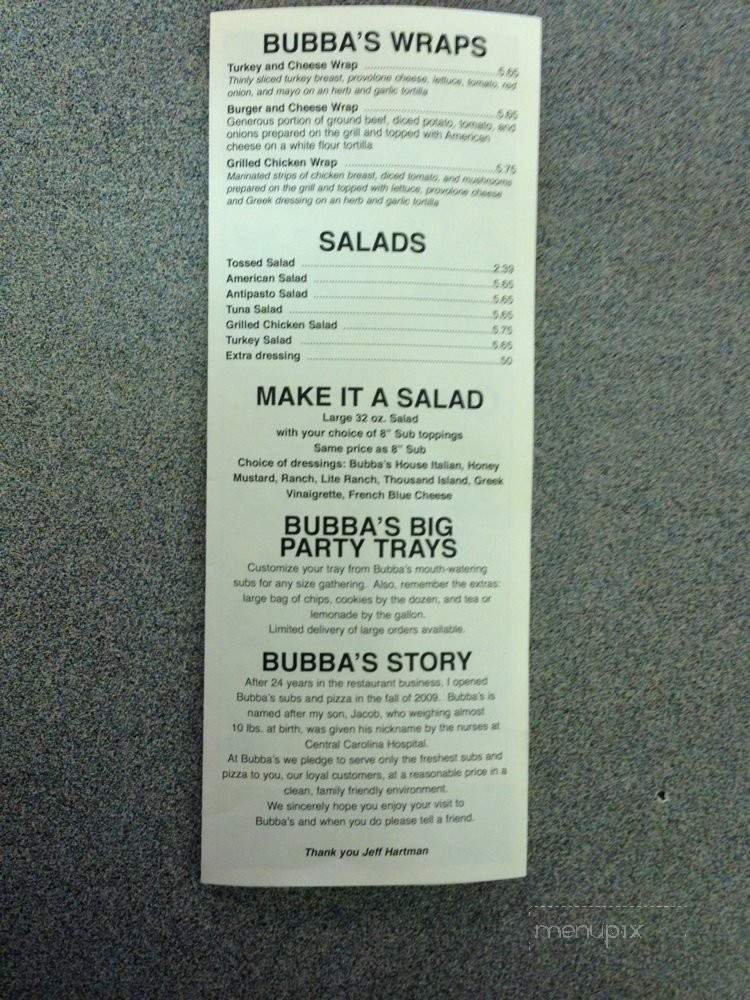 BUBBA'S WRAPS
Turkey and Cheese Wrap 5.65
Thinly sliced turkey breast, provolone cheese, lettuce, tomato, red
onion, and mayo on an herb and garlic tortilla
Burger and Cheese Wrap 5.65
Generous portion of ground beef, diced potato, tomato, and
onions prepared on the grill and topped with American
cheese on a white flour tortilla
Grilled Chicken Wrap 5.75
Marinated strips of chicken breast, diced tomato, and mushrooms
prepared on the grill and topped with lettuce, provolone cheese
and Greek dressing on an herb and garlic tortilla
SALADS
Tossed Salad 2.39
American Salad 5.65
Antipasto Salad 5.65
Tuna Salad 5.65
Grilled Chicken Salad 5.75
Turkey Salad 5.65
Extra dressing .50
MAKE IT A SALAD
Large 32 oz. Salad
with your choice of 8" Sub toppings
Same price as 8" Sub
Choice of dressings: Bubba's House Italian, Honey
Mustard, Ranch, Lite Ranch, Thousand Island, Greek
Vinaigrette, French Blue Cheese
BUBBA'S BIG
PARTY TRAYS
Customize your tray from Bubba's mouth-watering
subs for any size gathering. Also, remember the extras:
large bag of chips, cookies by the dozen, and tea or
lemonade by the gallon.
Limited delivery of large orders available.
BUBBA'S STORY
After 24 years in the restaurant business, I opened
Bubba's subs and pizza in the fall of 2009. Bubba's is
named after my son, Jacob, who weighing almost
10 lbs. at birth, was given his nickname by the nurses at
Central Carolina Hospital.
At Bubba's we pledge to serve only the freshest subs and
pizza to you, our loyal customers, at a reasonable price in a
clean, family friendly environment.
We sincerely hope you enjoy your visit to
Bubba's and when you do please tell a friend.
Thank you Jeff Hartman
menupix